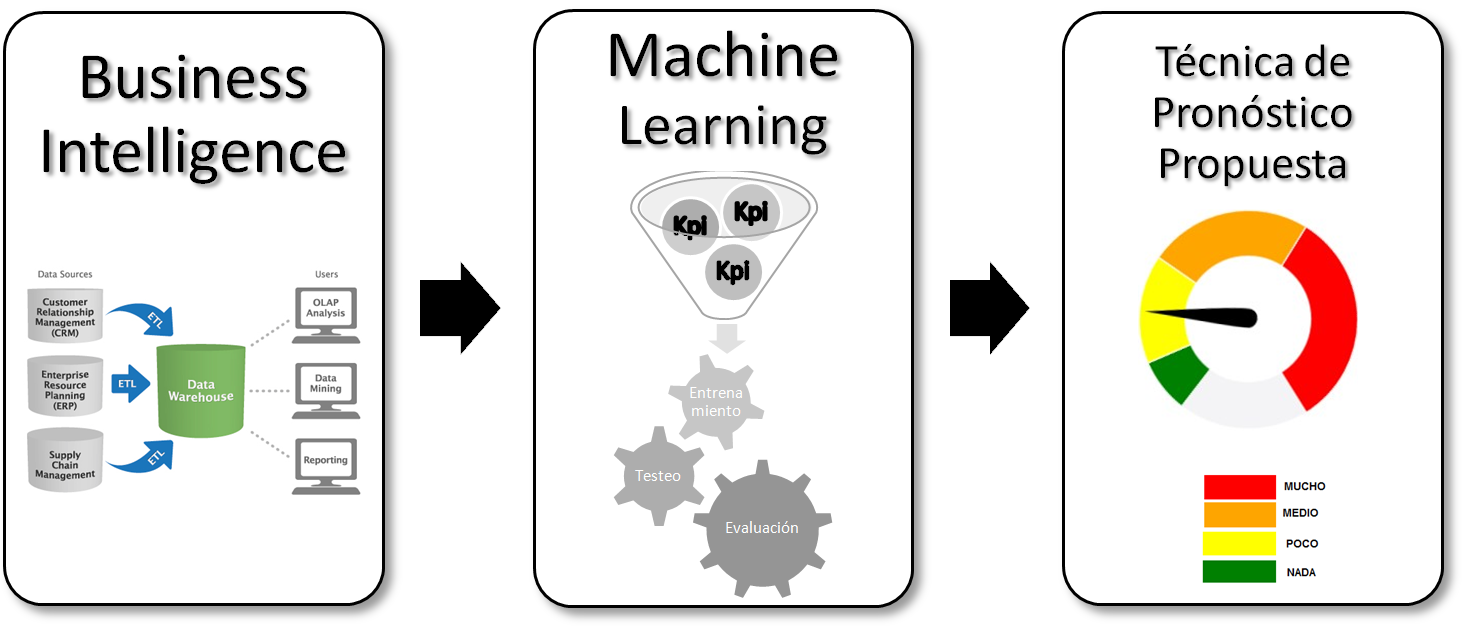 Business
Intelligence
Data Sources
Users
Customer
Relationship
Management
(CRM)
ETL
OLAP
Analysis
Enterprise
Resource
Planning
(ERP)
ETL
Data
Warehouse
Data
Mining
Supply
Chain
Management
ETL
Reporting
Machine
Learning
Kpi
Kpi
Kpi
Entrena
miento
Testeo
Evaluación
Técnica de
Pronóstico
Propuesta
MUCHO
MEDIO
POCO
NADA